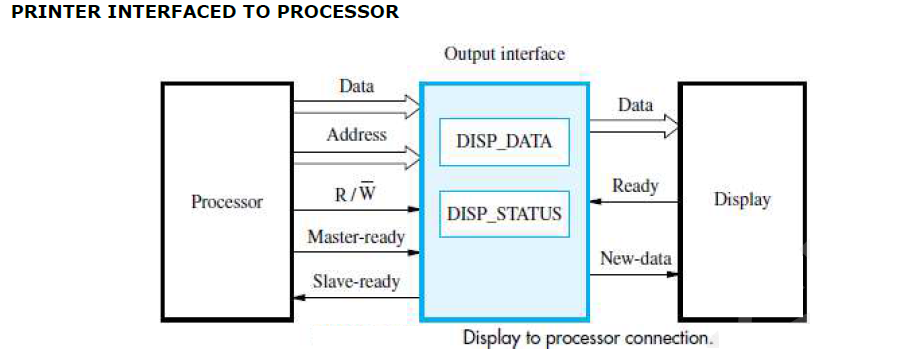 PRINTER INTERFACED TO PROCESSOR
Output interface
Data
Data
Address
DISP_DATA
R/W̅
Ready
Processor
DISP_STATUS
Display
Master-ready
New-data
Slave-ready
Display to processor connection.